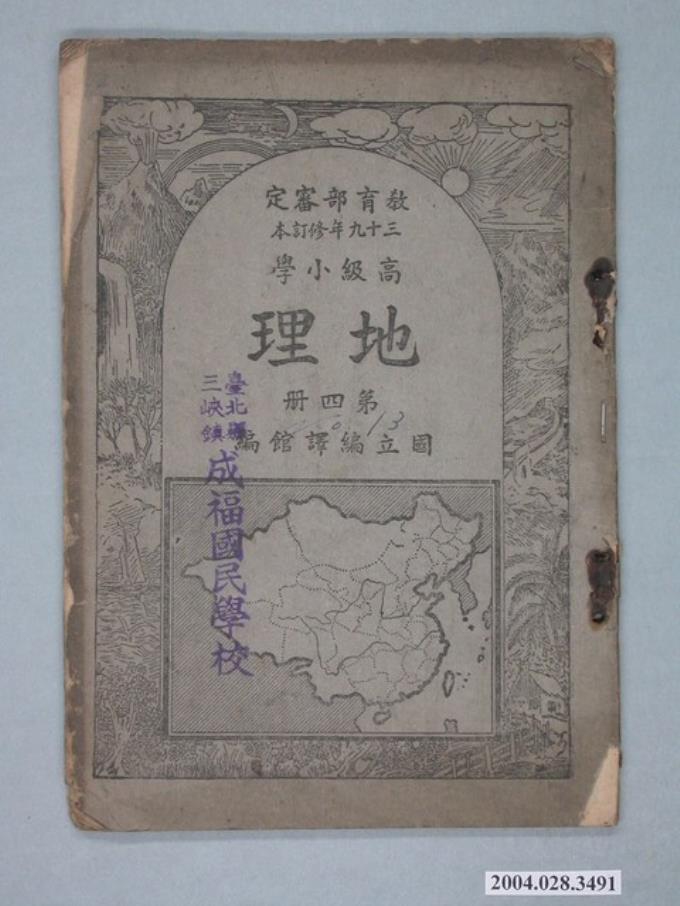 教育部審定
三十九年修訂本
高級小學
地理
第四册
國立編譯館編
臺北縣
三峽鎮
成福國民學校
13
2004.028.3491